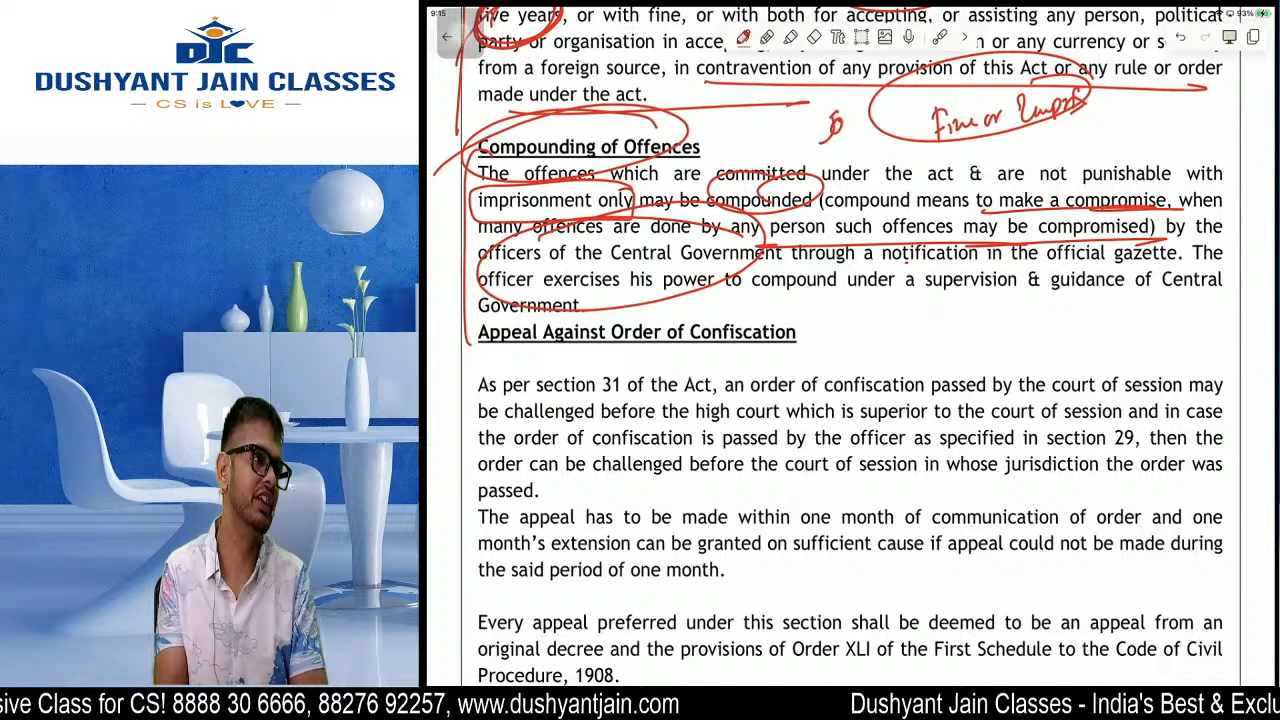 DJC
DUSHYANT JAIN CLASSES
CS is L VE
9:15
93%
five years, or with fine, or with both for accepting, or assisting any person, political
party or organisation in acce n or any currency or s
from a foreign source, in contravention of any provision of this Act or any rule or order
made under the act.
Fine or
Compounding of Offences
The offences which are committed under the act & are not punishable with
imprisonment only may be compounded (compound means to make a compromise, when
many offences are done by any person such offences may be compromised) by the
officers of the Central Government through a notification in the official gazette. The
officer exercises his power to compound under a supervision & guidance of Central
Government.
Appeal Against Order of Confiscation
As per section 31 of the Act, an order of confiscation passed by the court of session may
be challenged before the high court which is superior to the court of session and in case
the order of confiscation is passed by the officer as specified in section 29, then the
order can be challenged before the court of session in whose jurisdiction the order was
passed.
The appeal has to be made within one month of communication of order and one
month's extension can be granted on sufficient cause if appeal could not be made during
the said period of one month.
Every appeal preferred under this section shall be deemed to be an appeal from an
original decree and the provisions of Order XLI of the First Schedule to the Code of Civil
Procedure, 1908.
sive Class for CS! 8888 30 6666, 88276 92257, www.dushyantjain.com Dushyant Jain Classes - India's Best & Exclu